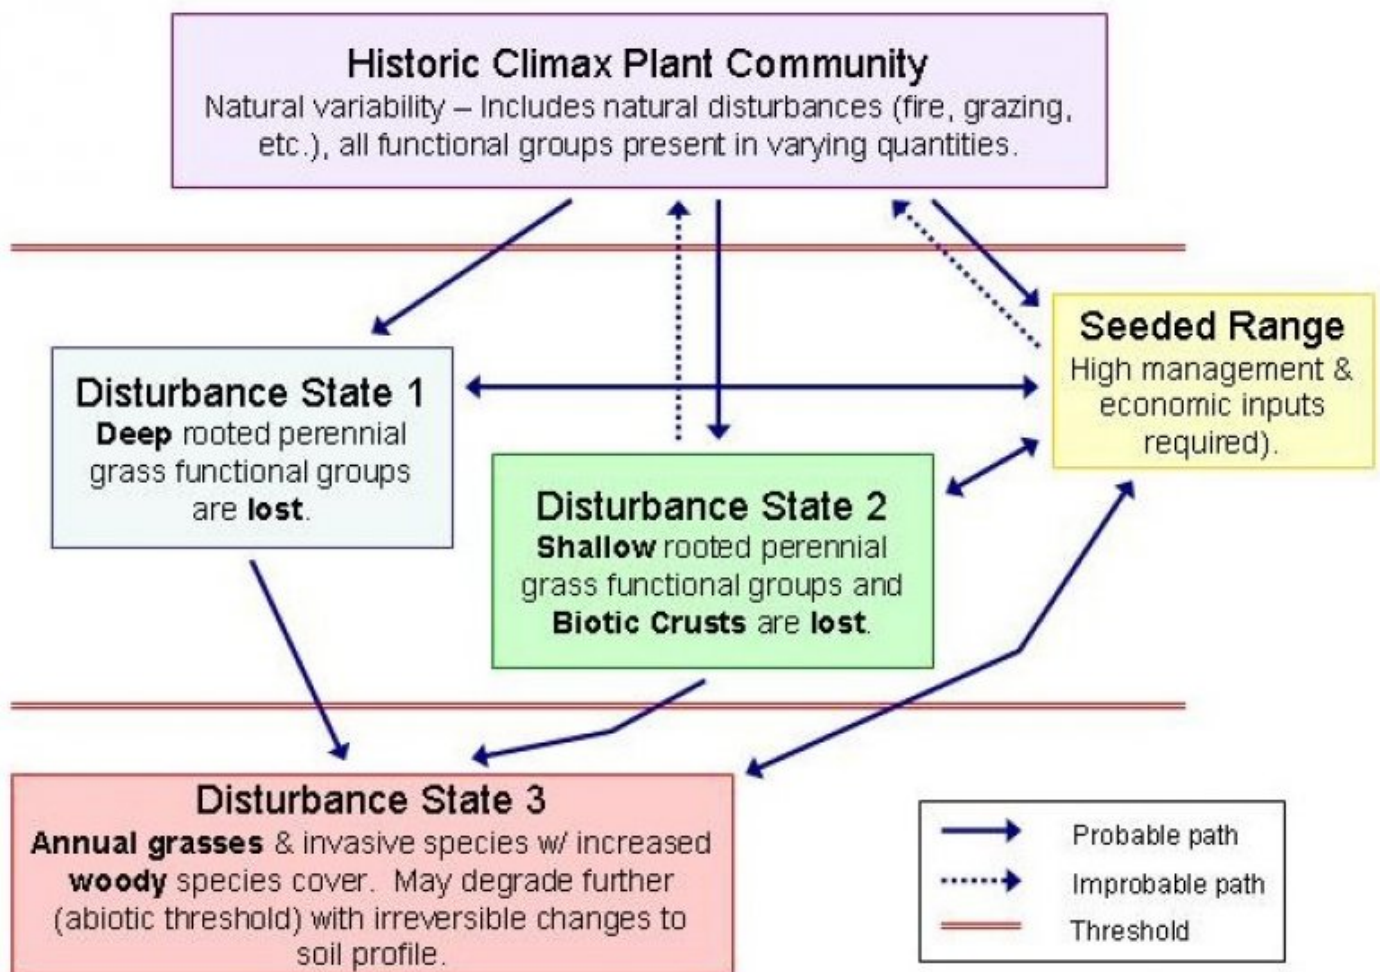 Historic Climax Plant Community
Natural variability – Includes natural disturbances (fire, grazing,
etc.), all functional groups present in varying quantities.
Seeded Range
High management &
economic inputs
required).
Disturbance State 1
Deep rooted perennial
grass functional groups
are lost.
Disturbance State 2
Shallow rooted perennial
grass functional groups and
Biotic Crusts are lost.
Disturbance State 3
Annual grasses & invasive species w/ increased
woody species cover. May degrade further
(abiotic threshold) with irreversible changes to
soil profile.
Probable path
Improbable path
Threshold